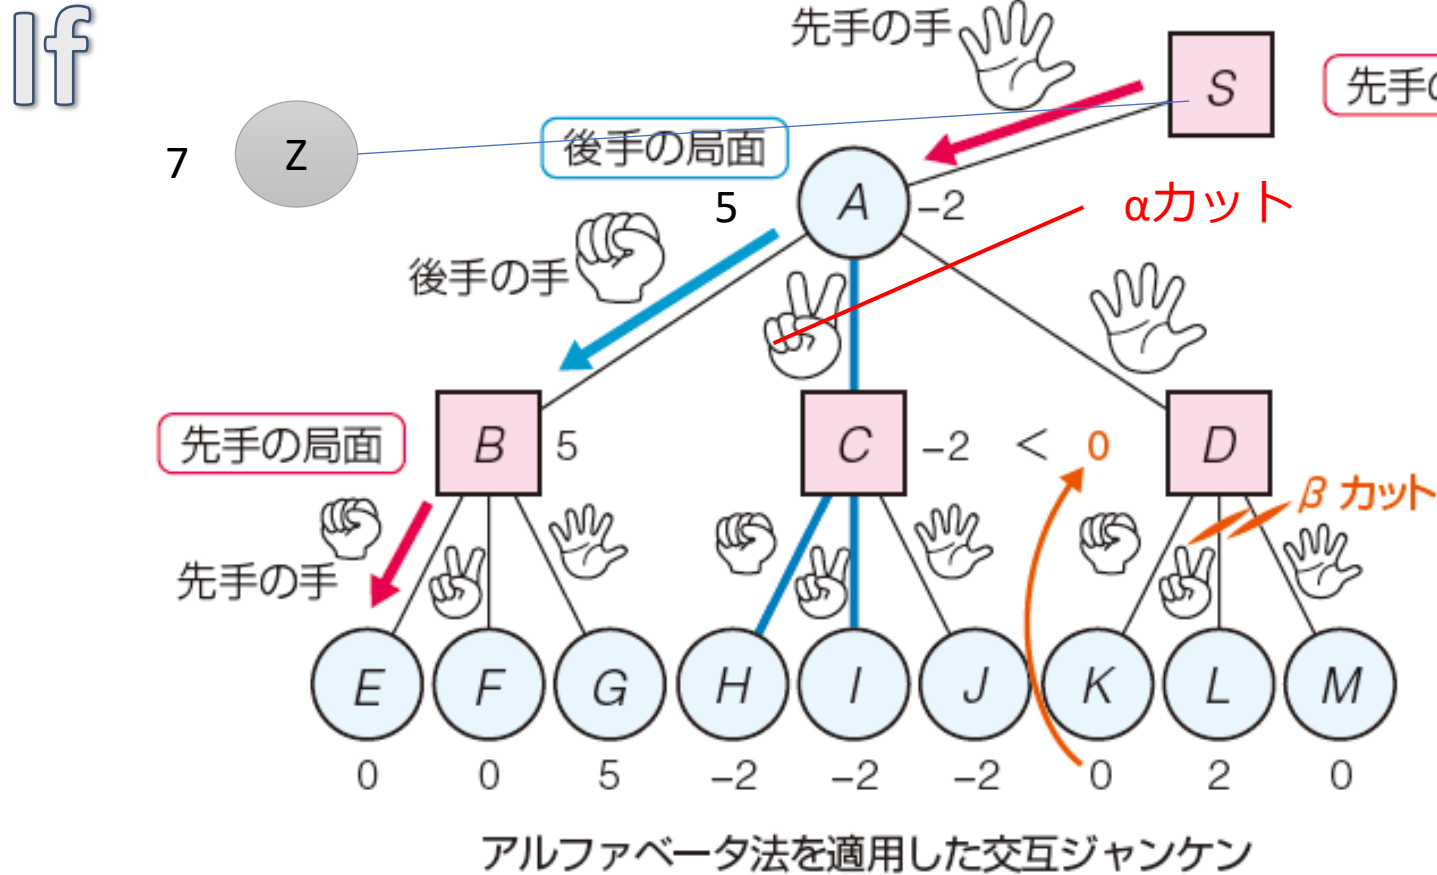 If
先手の手
S
先手の
7
Z
後手の局面
5
A
-2
αカット
後手の手
先手の局面
B
5
C
-2 < 0
D
βカット
先手の手
E
F
G
H
I
J
K
L
M
0
0
5
-2
-2
-2
0
2
0
アルファベータ法を適用した交互ジャンケン